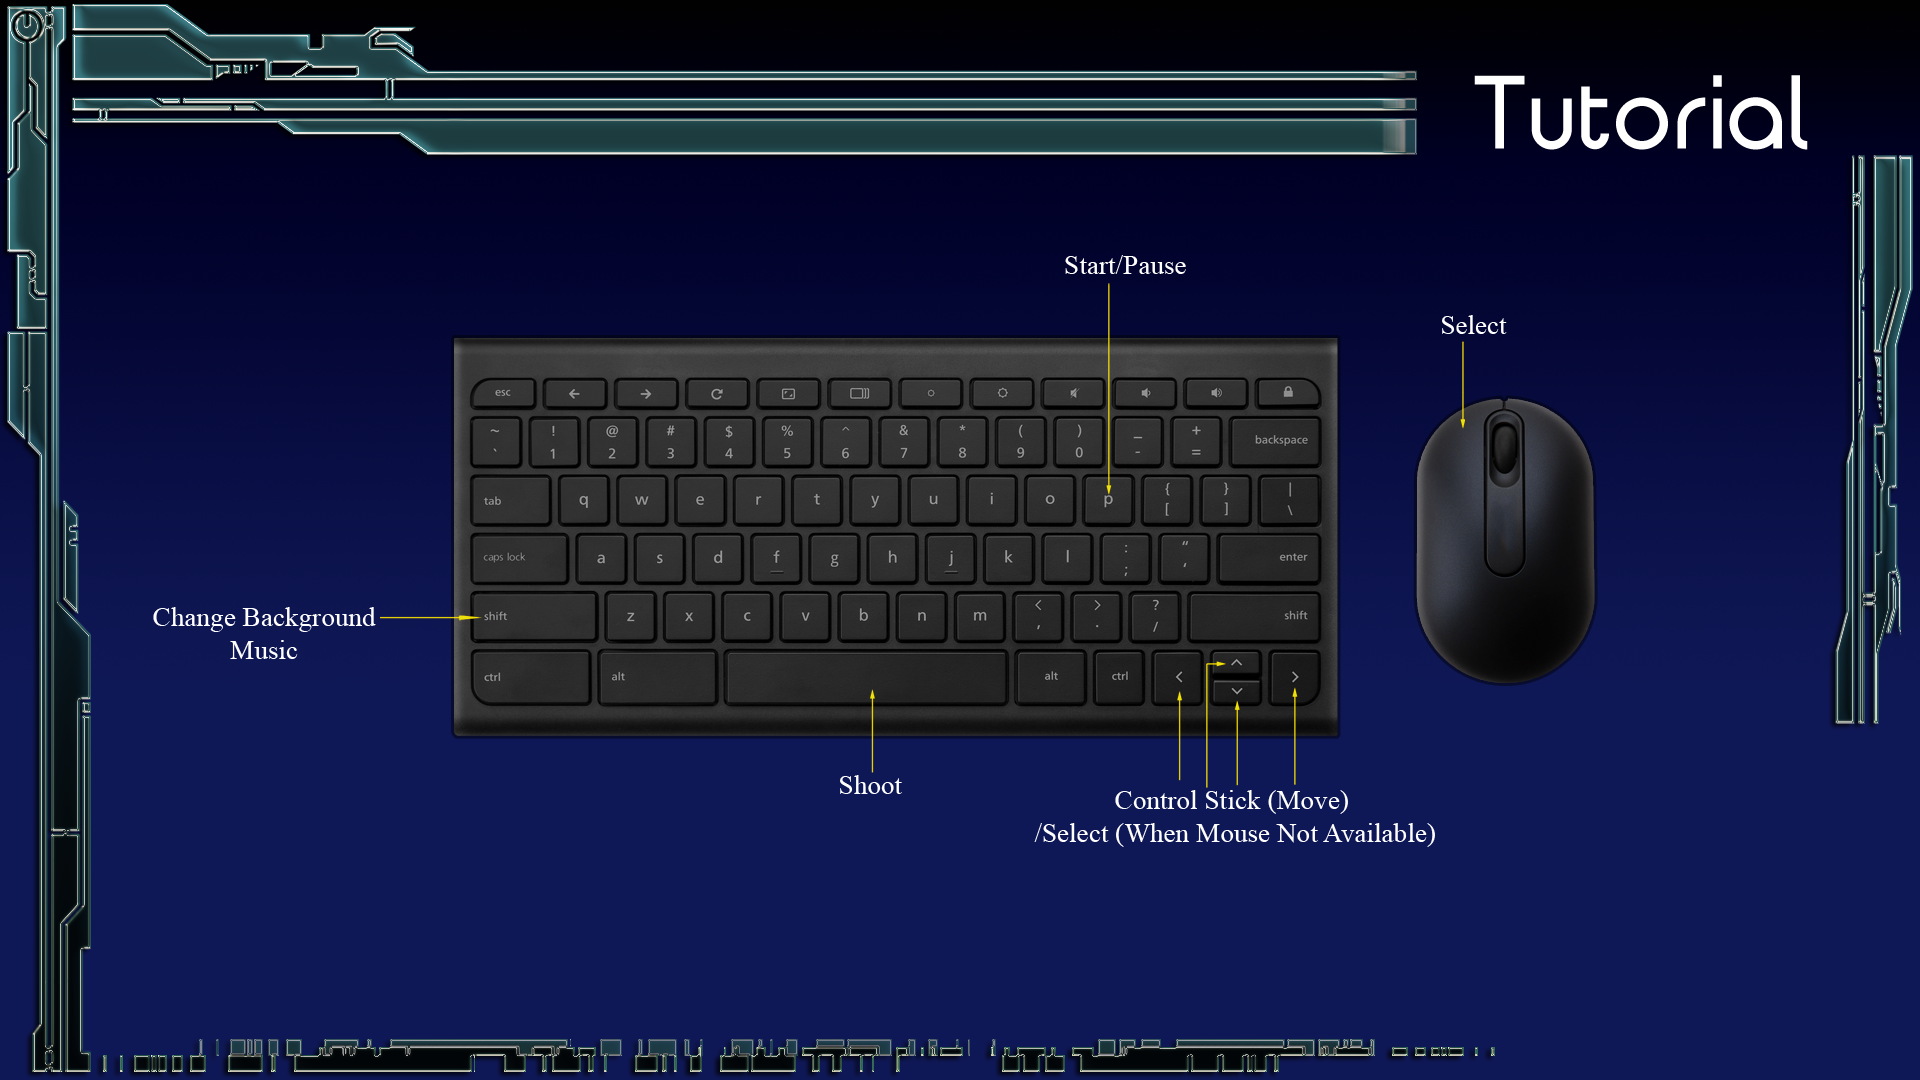 Tutorial
Start/Pause
Select
esc
~ ! @ # $ % ^ & * ( ) _ +
` 1 2 3 4 5 6 7 8 9 0 - = backspace
tab q w e r t y u i o p { [ } ] | \
caps lock a s d f g h j k l : ; “ ‘ enter
Change Background
Music
shift z x c v b n m < , > . ? / shift
ctrl alt alt ctrl < ^ v >
Shoot
Control Stick (Move)
/Select (When Mouse Not Available)